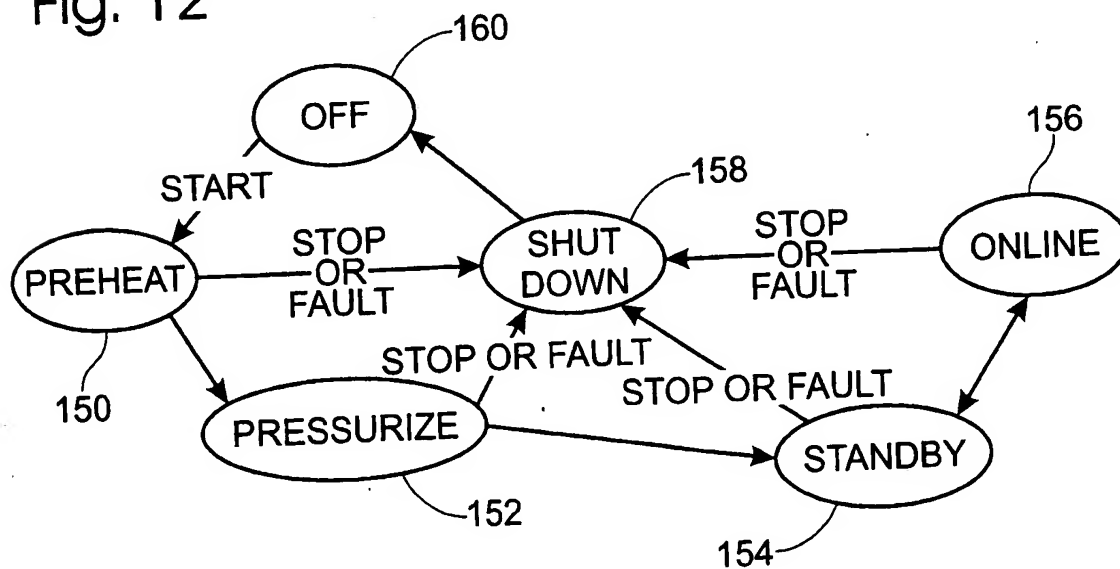 Fig. 12
160
OFF
156
START
158
STOP
OR
FAULT
SHUT
DOWN
STOP
OR
FAULT
ONLINE
PREHEAT
STOP OR FAULT
STOP OR FAULT
150
PRESSURIZE
STANDBY
152
154